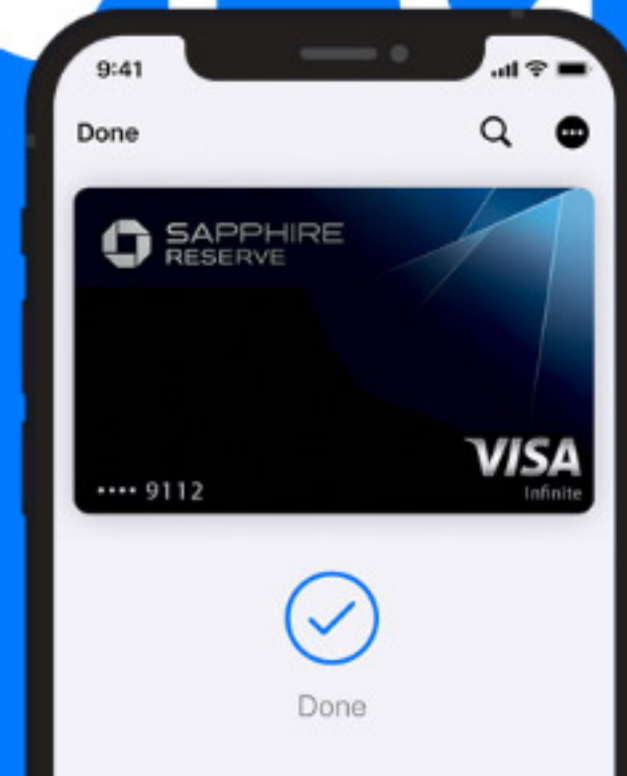 9:41
Done
SAPPHIRE
RESERVE
VISA
•••• 9112
Infinite
Done